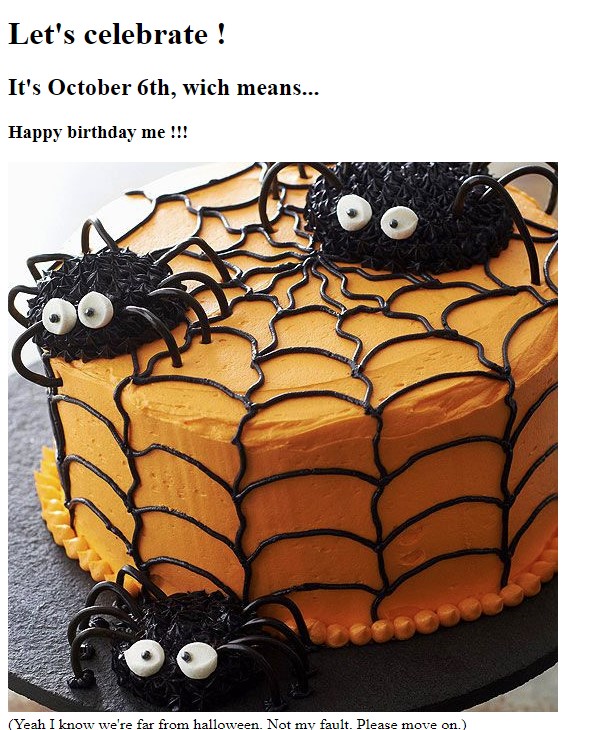 Let's celebrate !
It's October 6th, wich means...
Happy birthday me !!!
(Yeah I know we're far from halloween. Not my fault. Please move on.)